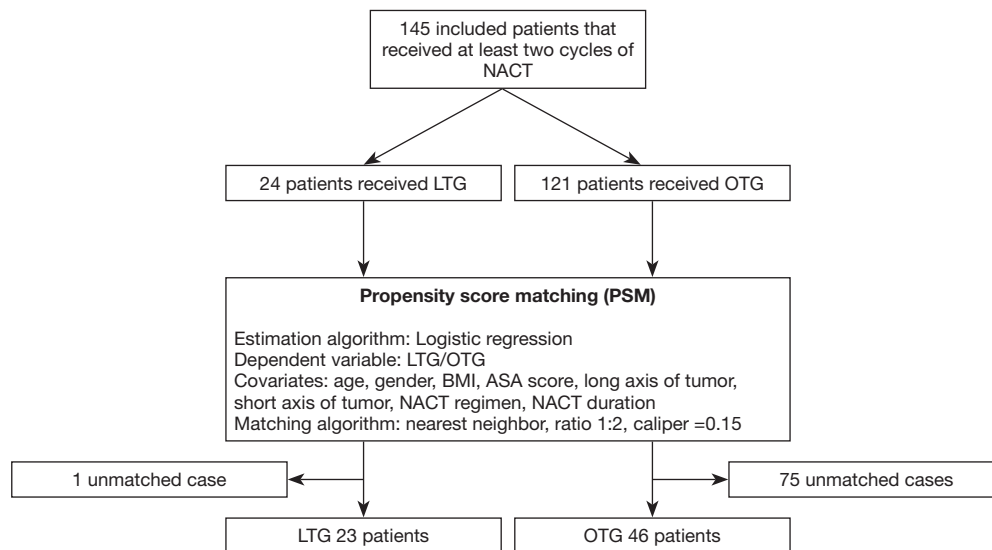 145 included patients that
received at least two cycles of
NACT
24 patients received LTG
121 patients received OTG
Propensity score matching (PSM)
Estimation algorithm: Logistic regression
Dependent variable: LTG/OTG
Covariates: age, gender, BMI, ASA score, long axis of tumor,
short axis of tumor, NACT regimen, NACT duration
Matching algorithm: nearest neighbor, ratio 1:2, caliper =0.15
1 unmatched case
75 unmatched cases
LTG 23 patients
OTG 46 patients